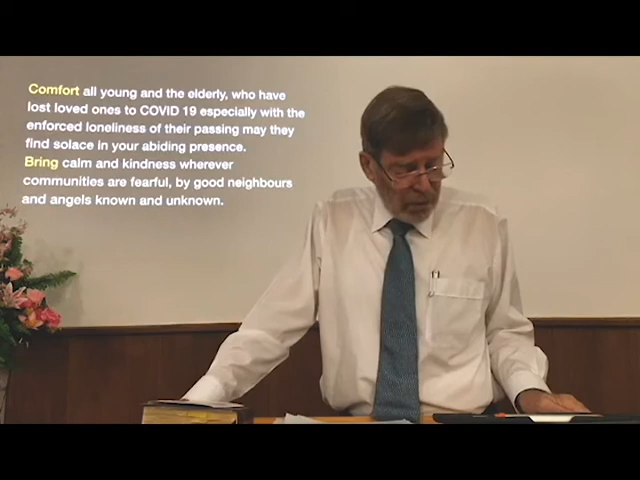 Comfort all young and the elderly, who have
lost loved ones to COVID 19 especially with the
enforced loneliness of their passing may they
find solace in your abiding presence.
Bring calm and kindness wherever
communities are fearful, by good neighbours
and angels known and unknown.